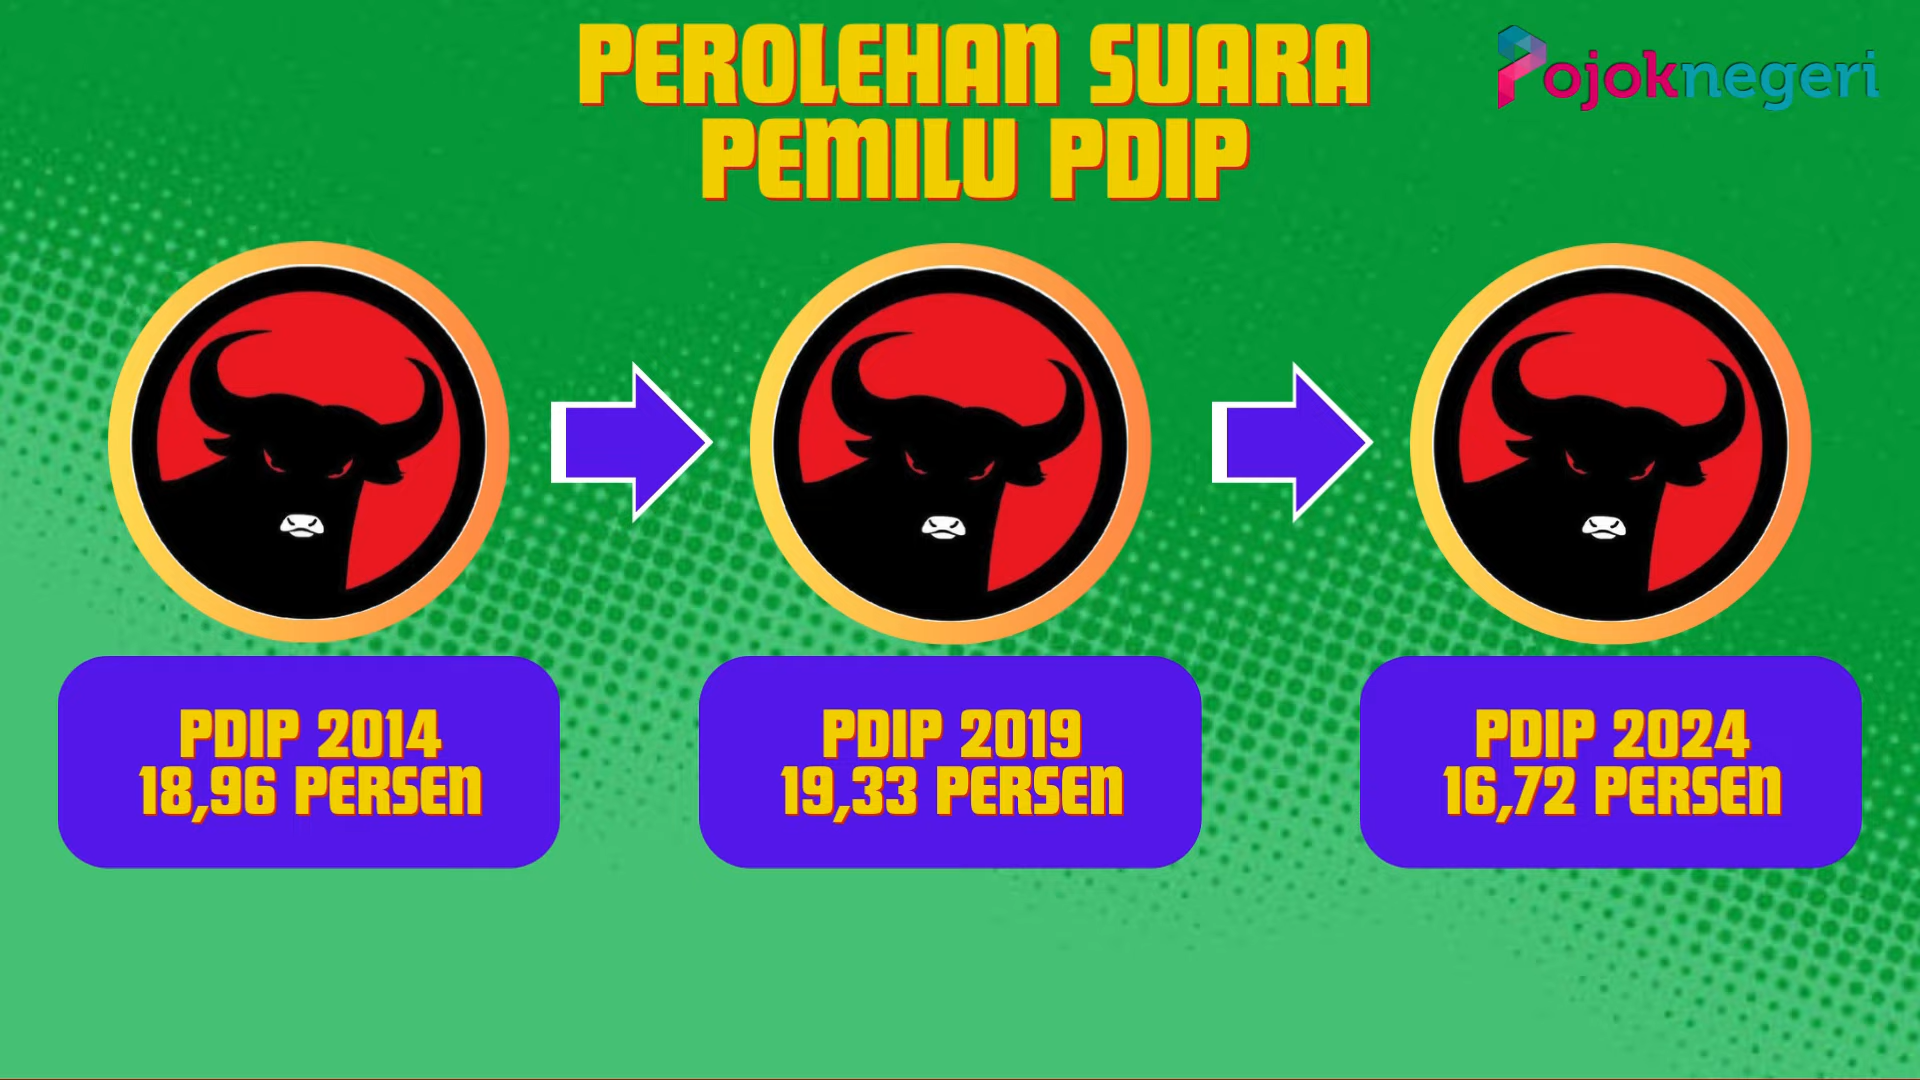 PEROLEHAN SUARA
PEMILU PDIP
Pojoknegeri
PDIP 2014
18,96 PERSEN
PDIP 2019
19,33 PERSEN
PDIP 2024
16,72 PERSEN